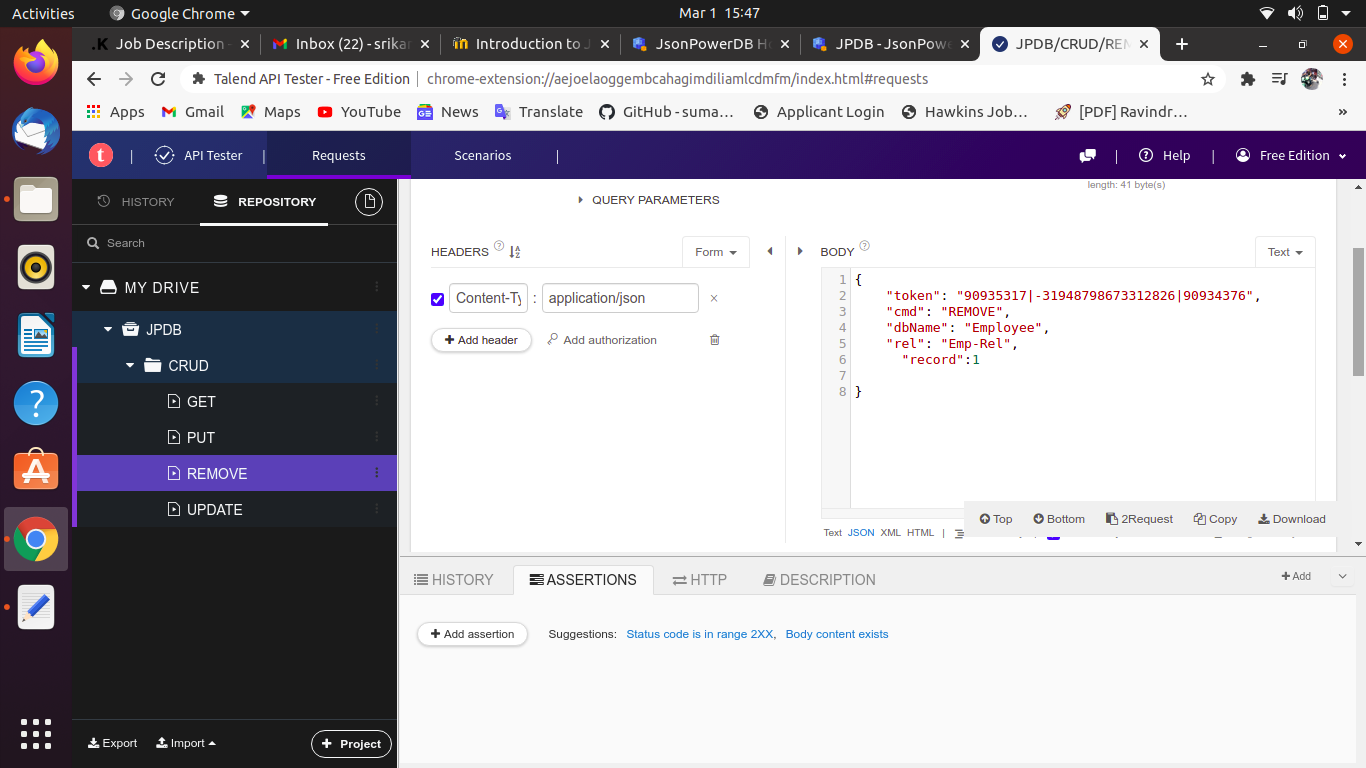 Activities Google Chrome Mar 1 15:47
.K Job Description - Inbox (22) - srikar Introduction to J JsonPowerDB H JPDB - JsonPowe JPDB/CRUD/REM
Talend API Tester - Free Edition | chrome-extension://aejoelaoggembcahagimdiliamlcdmfm/index.html#requests
Apps Gmail Maps YouTube News Translate GitHub - suma… Applicant Login Hawkins Job… [PDF] Ravindr… »
t | API Tester | Requests Scenarios | | Help | Free Edition
HISTORY REPOSITORY
Search
MY DRIVE
JPDB
CRUD
GET
PUT
REMOVE
UPDATE
Export Import + Project
length: 41 byte(s)
QUERY PARAMETERS
HEADERS ? Form
Content-Ty : application/json ×
+ Add header Add authorization
BODY ? Text
1 {
2 "token": "90935317|-31948798673312826|90934376",
3 "cmd": "REMOVE",
4 "dbName": "Employee",
5 "rel": "Emp-Rel",
6 "record":1
7
8 }
Top Bottom 2Request Copy Download
Text JSON XML HTML |
HISTORY ASSERTIONS HTTP DESCRIPTION + Add
+ Add assertion Suggestions: Status code is in range 2XX, Body content exists